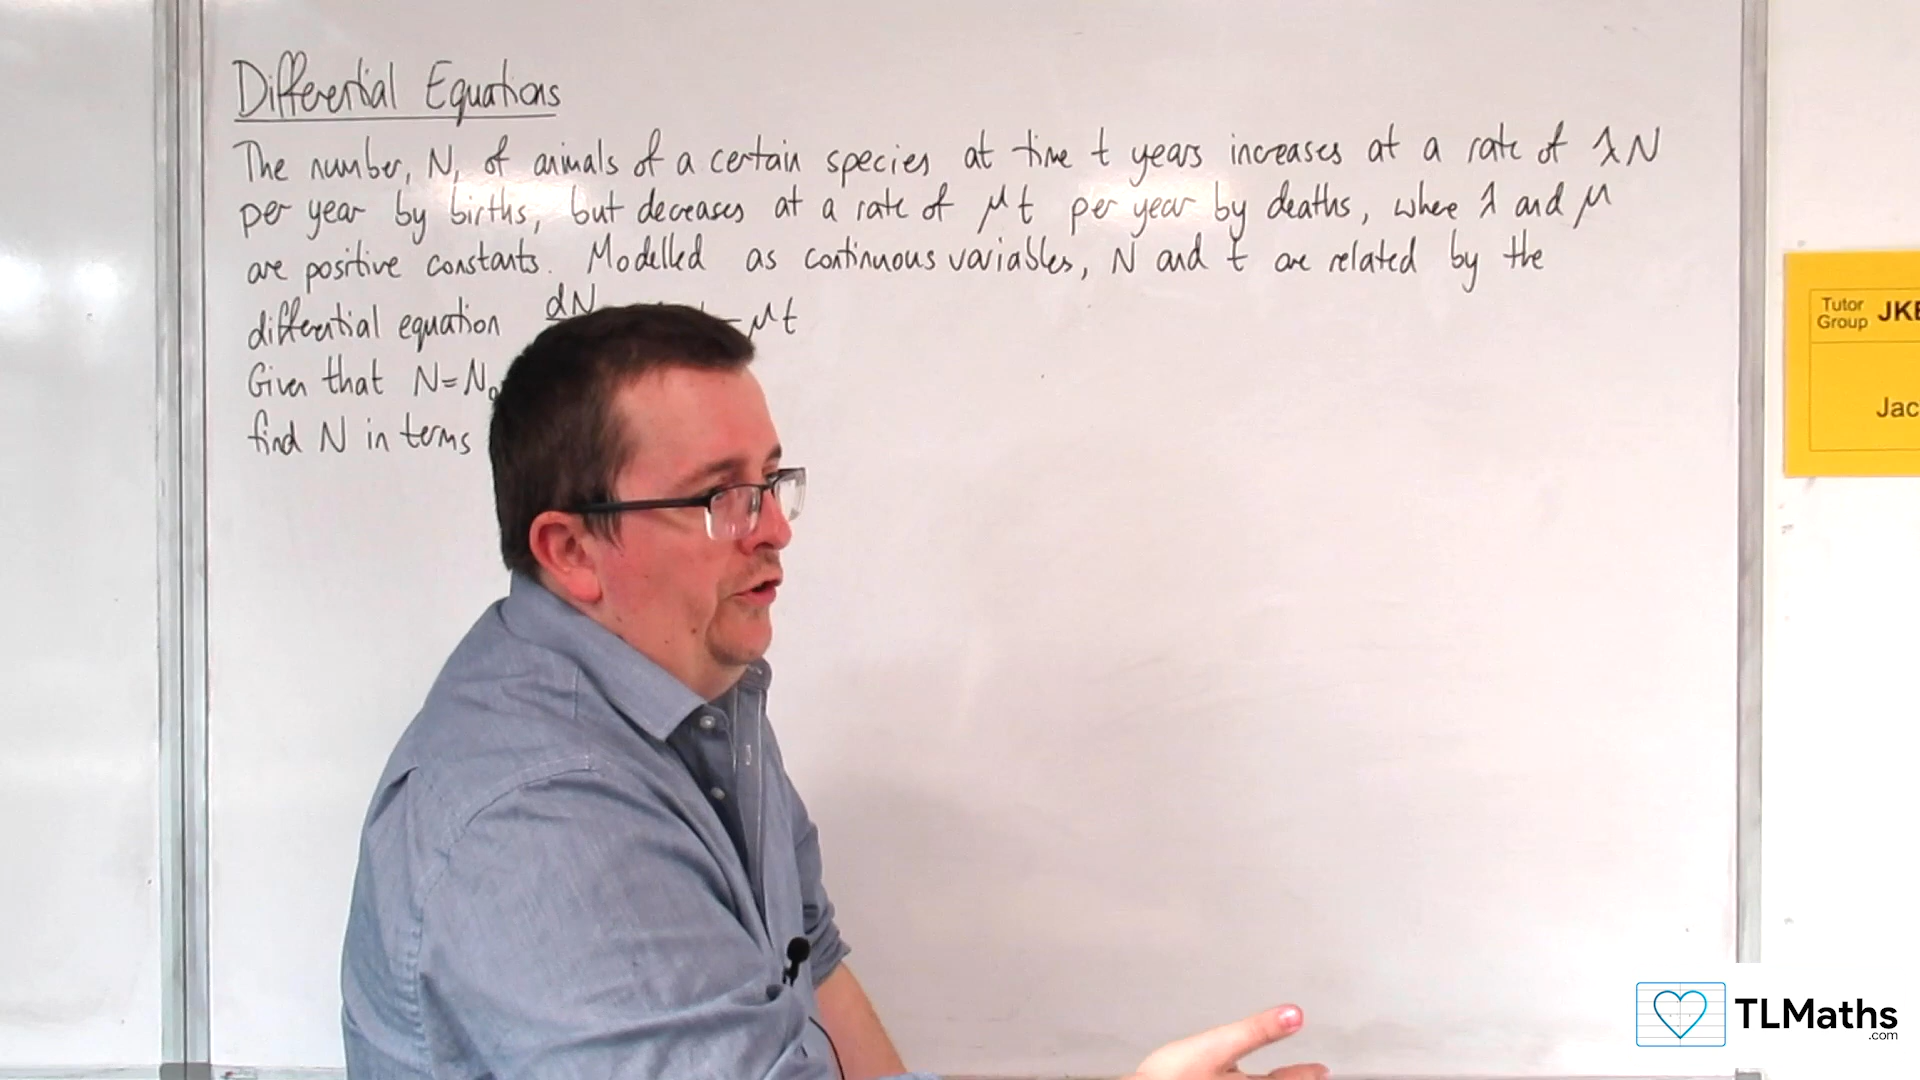 Differential Equations
The number, N, of animals of a certain species at time t years increases at a rate of λN
per year by births, but decreases at a rate of μt per year by deaths, where λ and μ
are positive constants. Modelled as continuous variables, N and t are related by the
differential equation dN -μt
Given that N=N₀
find N in terms
Tutor Group JKB
Jac
TLMaths
.com